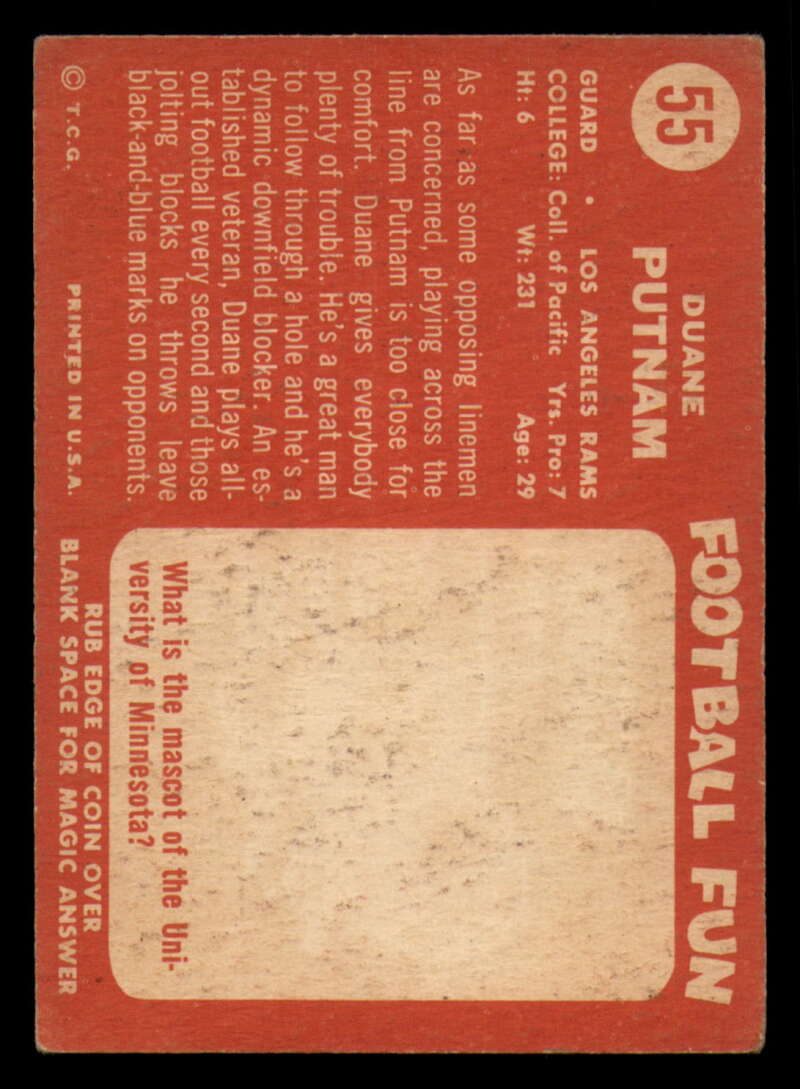 55
DUANE
PUTNAM
GUARD • LOS ANGELES RAMS
COLLEGE: Coll. of Pacific Yrs. Pro: 7
Ht: 6 Wt: 231 Age: 29
As far as some opposing linemen
are concerned, playing across the
line from Putnam is too close for
comfort. Duane gives everybody
plenty of trouble. He's a great man
to follow through a hole and he's a
dynamic downfield blocker. An es-
tablished veteran, Duane plays all-
out football every second and those
jolting blocks he throws leave
black-and-blue marks on opponents.
© T.C.G. PRINTED IN U.S.A.
FOOTBALL FUN
What is the mascot of the Uni-
versity of Minnesota?
RUB EDGE OF COIN OVER
BLANK SPACE FOR MAGIC ANSWER